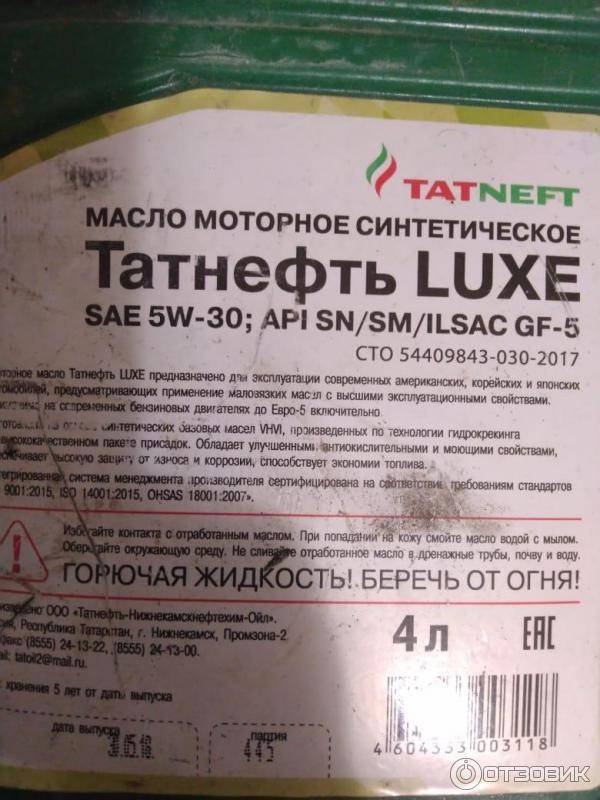 TATNEFT
МАСЛО МОТОРНОЕ СИНТЕТИЧЕСКОЕ
Татнефть LUXE
SAE 5W-30; API SN/SM/ILSAC GF-5
СТО 54409843-030-2017
масло Татнефть LUXE предназначено для эксплуатации современных американских, корейских и японских
предусматривающих применение маловязких масел с высшими эксплуатационными свойствами.
на современных бензиновых двигателях до Евро-5 включительно.
синтетических базовых масел VHVI, произведенных по технологии гидрокрекинга
пакете присадок. Обладает улучшенными антиокислительными и моющими свойствами,
высокую защиту от износа и коррозии, способствует экономии топлива.
система менеджмента производителя сертифицирована на соответствие требованиям стандартов
9001:2015, ISO 14001:2015, OHSAS 18001:2007».
Избегайте контакта с отработанным маслом. При попадании на кожу смойте масло водой с мылом.
Оберегайте окружающую среду. Не сливайте отработанное масло в дренажные трубы, почву и воду.
ГОРЮЧАЯ ЖИДКОСТЬ! БЕРЕЧЬ ОТ ОГНЯ!
ООО «Татнефть-Нижнекамскнефтехим-Ойл».
Республика Татарстан, г. Нижнекамск, Промзона-2
(8555) 24-13-22, (8555) 24-13-00.
tatoil2@mail.ru
4 л
EAC
хранения 5 лет от даты выпуска
дата выпуска
партия
445
4 604333 003118
ОТЗОВИК